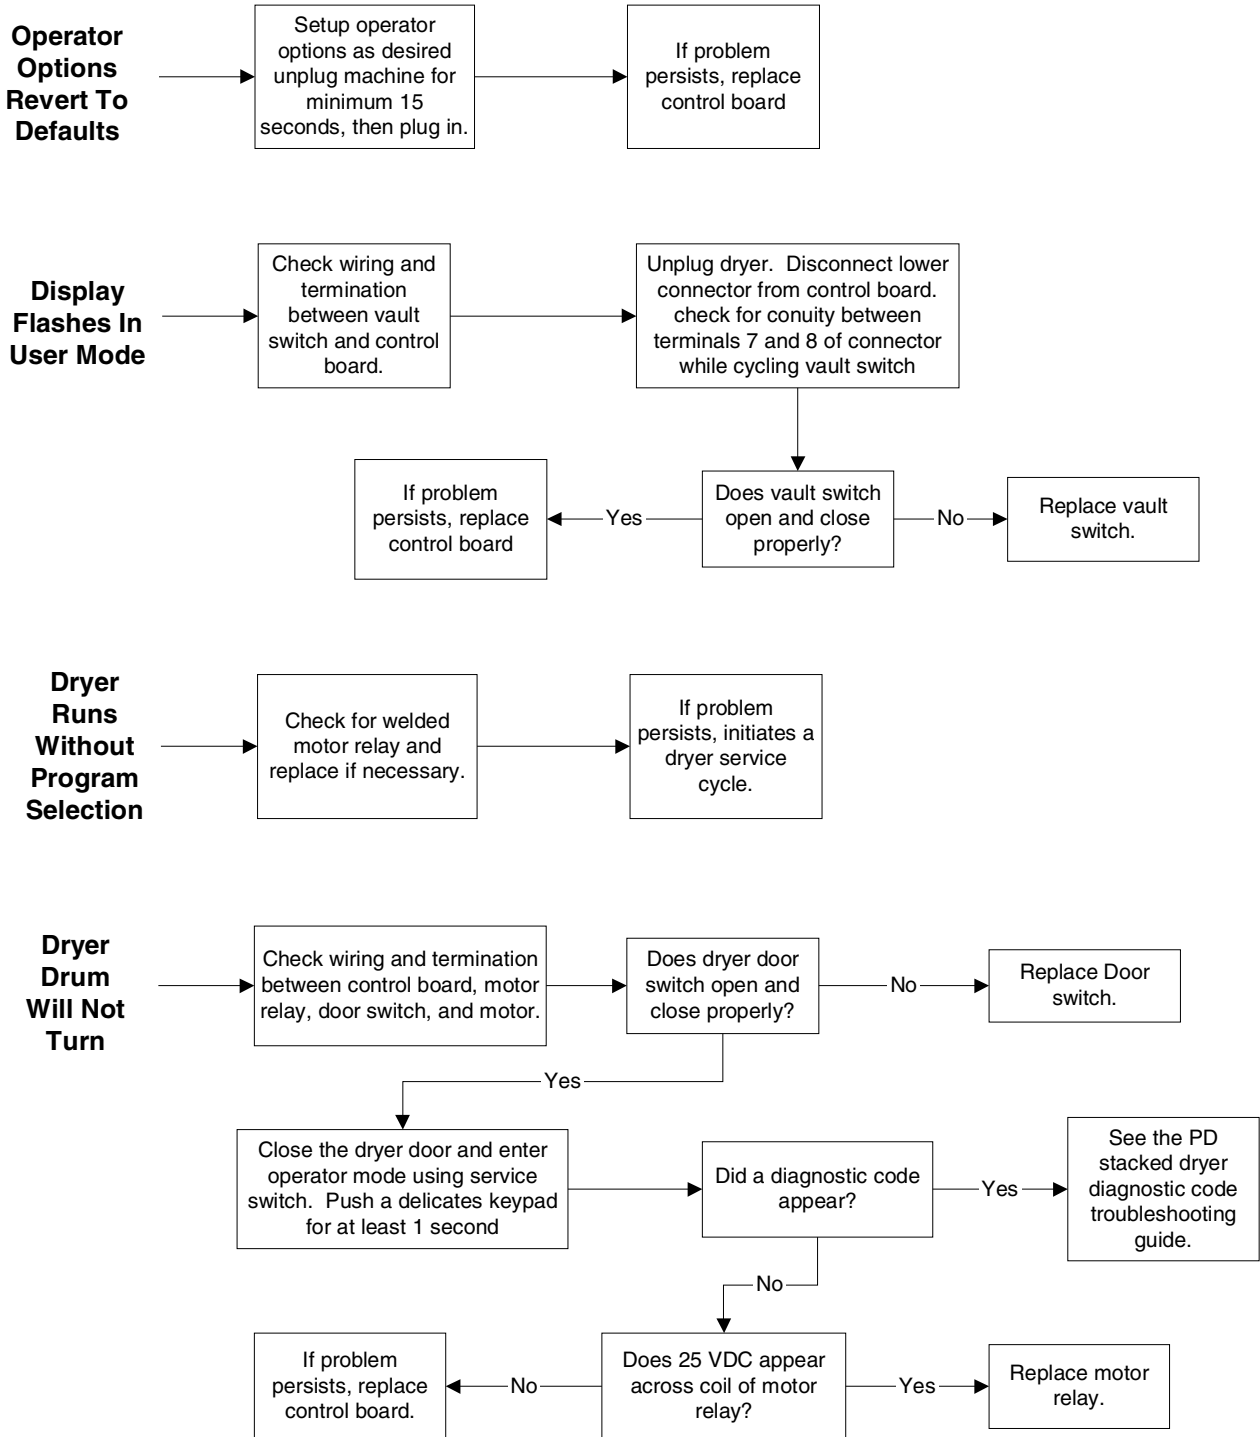 Operator
Options
Revert To
Defaults
Setup operator
options as desired
unplug machine for
minimum 15
seconds, then plug in.
If problem
persists, replace
control board
Display
Flashes In
User Mode
Check wiring and
termination
between vault
switch and control
board.
Unplug dryer. Disconnect lower
connector from control board.
check for conuity between
terminals 7 and 8 of connector
while cycling vault switch
If problem
persists, replace
control board
Yes
Does vault switch
open and close
properly?
No
Replace vault
switch.
Dryer
Runs
Without
Program
Selection
Check for welded
motor relay and
replace if necessary.
If problem
persists, initiates a
dryer service
cycle.
Dryer
Drum
Will Not
Turn
Check wiring and termination
between control board, motor
relay, door switch, and motor.
Does dryer door
switch open and
close properly?
No
Replace Door
switch.
Yes
Close the dryer door and enter
operator mode using service
switch. Push a delicates keypad
for at least 1 second
Did a diagnostic code
appear?
Yes
See the PD
stacked dryer
diagnostic code
troubleshooting
guide.
No
If problem
persists, replace
control board.
No
Does 25 VDC appear
across coil of motor
relay?
Yes
Replace motor
relay.